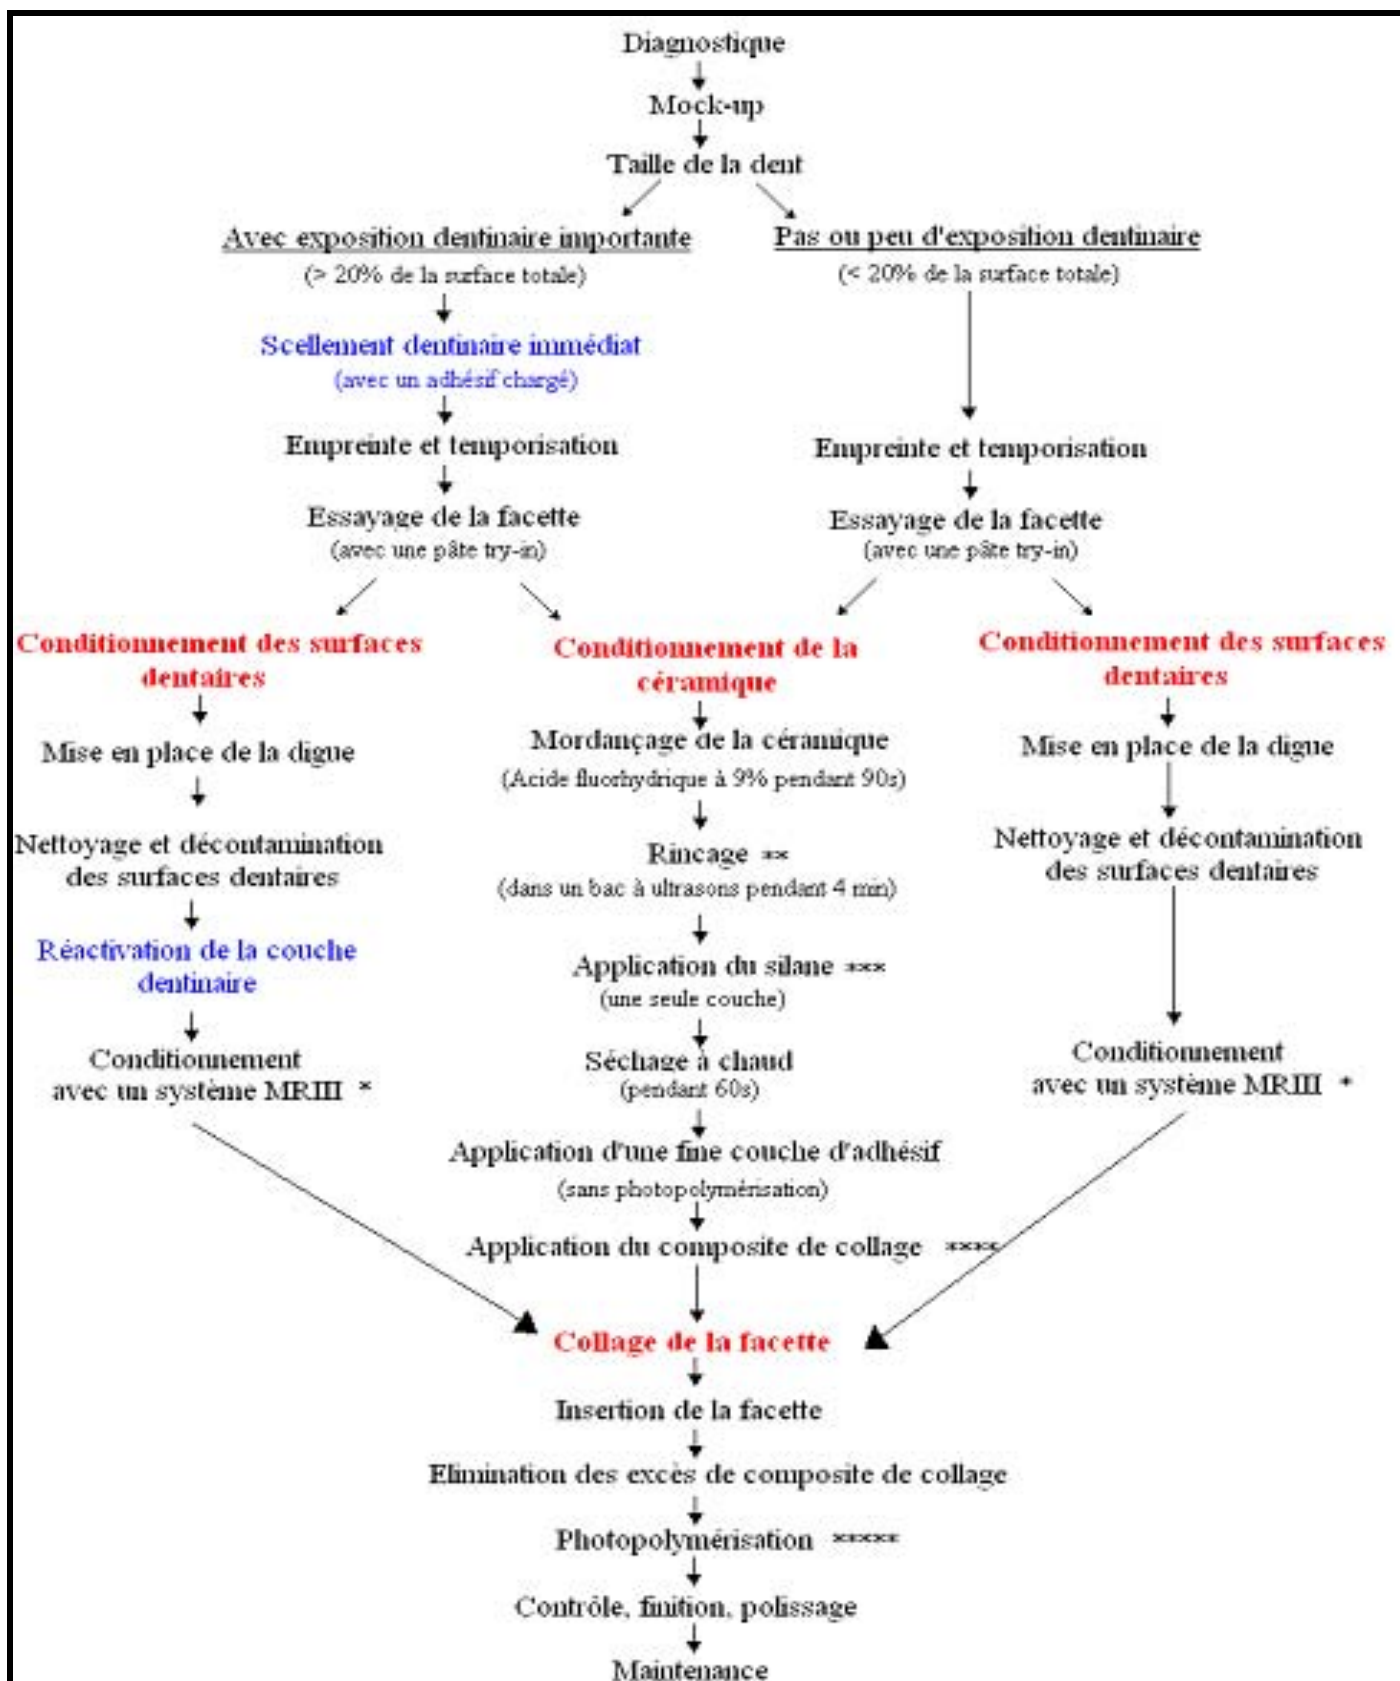 Diagnostique
Mock-up
Taille de la dent
Avec exposition dentinaire importante
(> 20% de la surface totale)
Pas ou peu d'exposition dentinaire
(< 20% de la surface totale)
Scellement dentinaire immédiat
(avec un adhésif chargé)
Empreinte et temporisation
Empreinte et temporisation
Essayage de la facette
(avec une pâte try-in)
Essayage de la facette
(avec une pâte try-in)
Conditionnement des surfaces
dentaires
Mise en place de la digue
Nettoyage et décontamination
des surfaces dentaires
Réactivation de la couche
dentinaire
Conditionnement
avec un système MRIII *
Conditionnement de la
céramique
Mordançage de la céramique
(Acide fluorhydrique à 9% pendant 90s)
Rincage **
(dans un bac à ultrasons pendant 4 min)
Application du silane ***
(une seule couche)
Séchage à chaud
(pendant 60s)
Application d'une fine couche d'adhésif
(sans photopolymérisation)
Application du composite de collage ****
Conditionnement des surfaces
dentaires
Mise en place de la digue
Nettoyage et décontamination
des surfaces dentaires
Conditionnement
avec un système MRIII *
Collage de la facette
Insertion de la facette
Elimination des excès de composite de collage
Photopolymérisation *****
Contrôle, finition, polissage
Maintenance